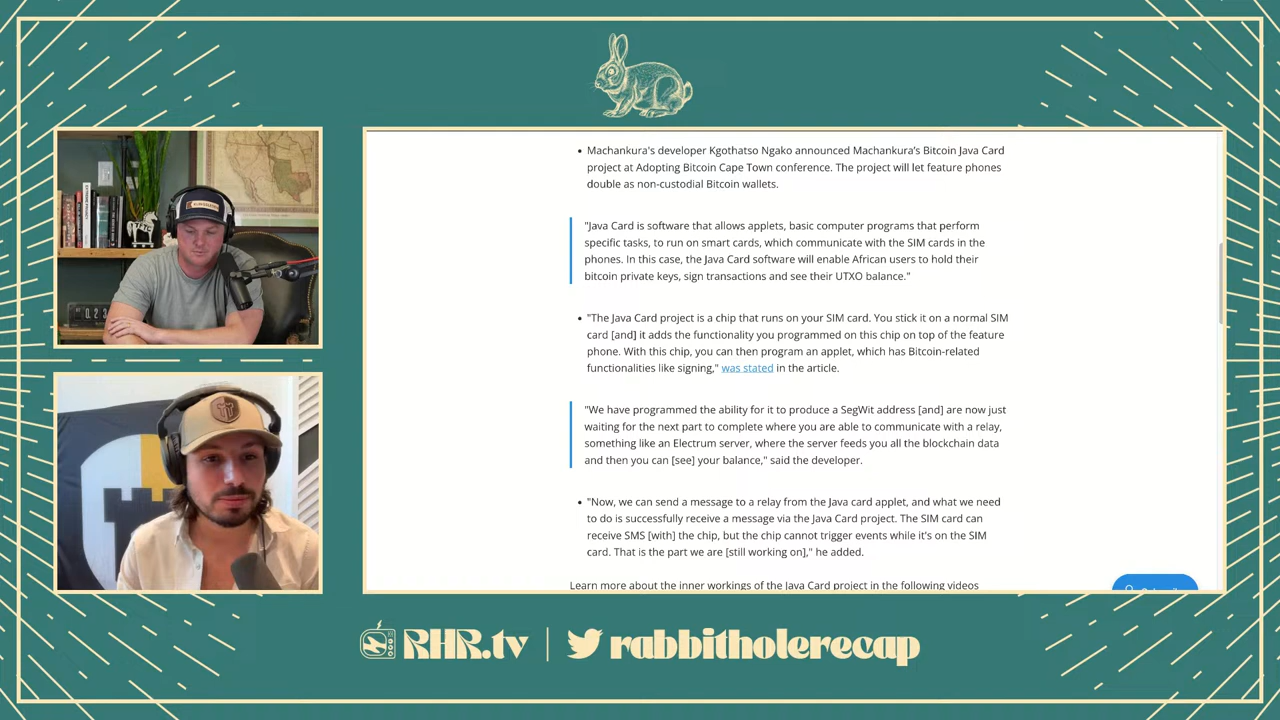 Machankura's developer Kgothatso Ngako announced Machankura's Bitcoin Java Card
project at Adopting Bitcoin Cape Town conference. The project will let feature phones
double as non-custodial Bitcoin wallets.
"Java Card is software that allows applets, basic computer programs that perform
specific tasks, to run on smart cards, which communicate with the SIM cards in the
phones. In this case, the Java Card software will enable African users to hold their
bitcoin private keys, sign transactions and see their UTXO balance."
"The Java Card project is a chip that runs on your SIM card. You stick it on a normal SIM
card [and] it adds the functionality you programmed on this chip on top of the feature
phone. With this chip, you can then program an applet, which has Bitcoin-related
functionalities like signing," was stated in the article.
"We have programmed the ability for it to produce a SegWit address [and] are now just
waiting for the next part to complete where you are able to communicate with a relay,
something like an Electrum server, where the server feeds you all the blockchain data
and then you can [see] your balance," said the developer.
"Now, we can send a message to a relay from the Java card applet, and what we need
to do is successfully receive a message via the Java Card project. The SIM card can
receive SMS [with] the chip, but the chip cannot trigger events while it's on the SIM
card. That is the part we are [still working on]," he added.
Learn more about the inner workings of the Java Card project in the following videos
TFTC
RHR.tv | rabbitholerecap